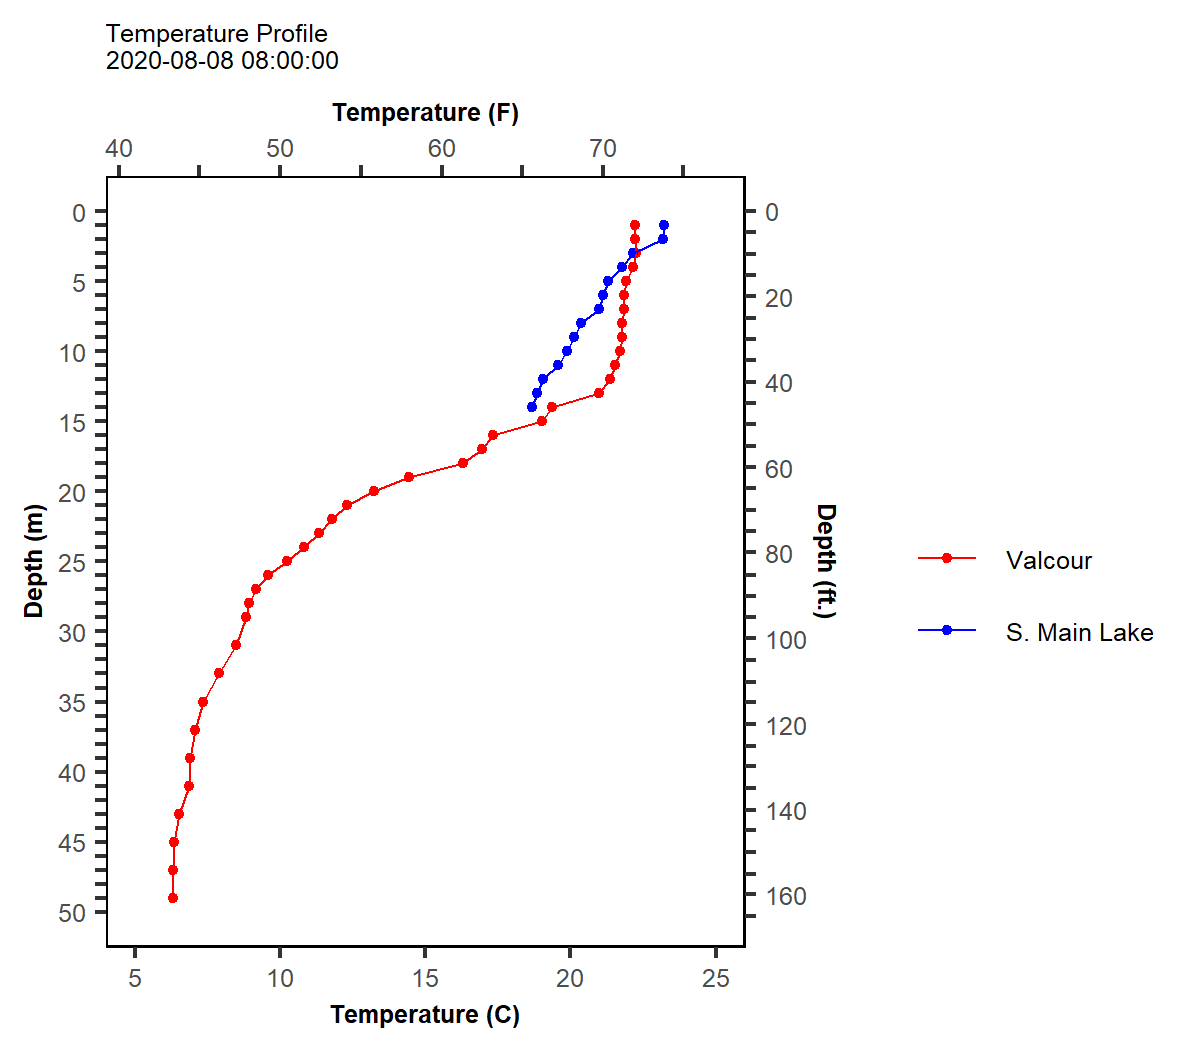 Temperature Profile
2020-08-08 08:00:00
Temperature (F)
40 50 60 70
0 0
5
20
10
40
15
60
20
Depth (m)
Depth (ft.)
80
25
Valcour
30
100
S. Main Lake
35
120
40
140
45
160
50
5 10 15 20 25
Temperature (C)